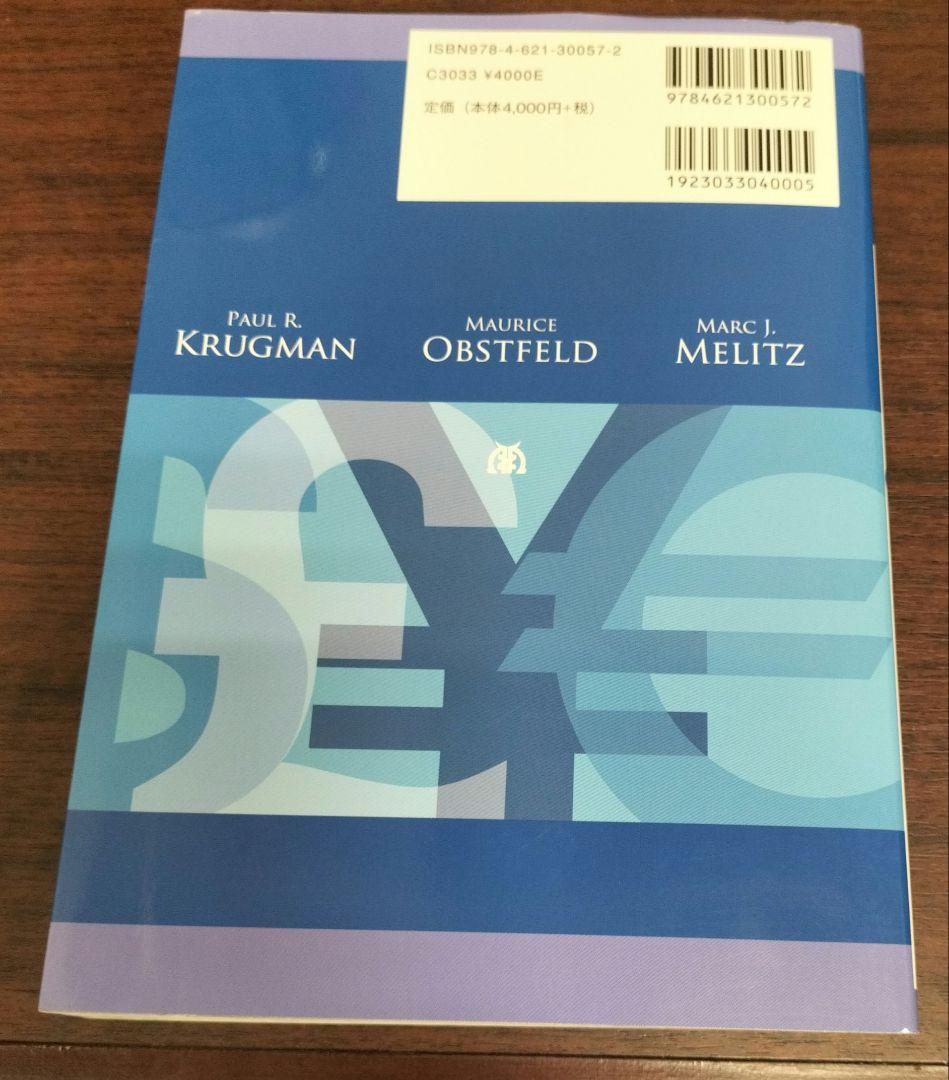 ISBN978-4-621-30057-2
C3033 ¥4000E
定価（本体4,000円+税）
9784621300572
1923033040005
PAUL R.
KRUGMAN
MAURICE
OBSTFELD
MARC J.
MELITZ